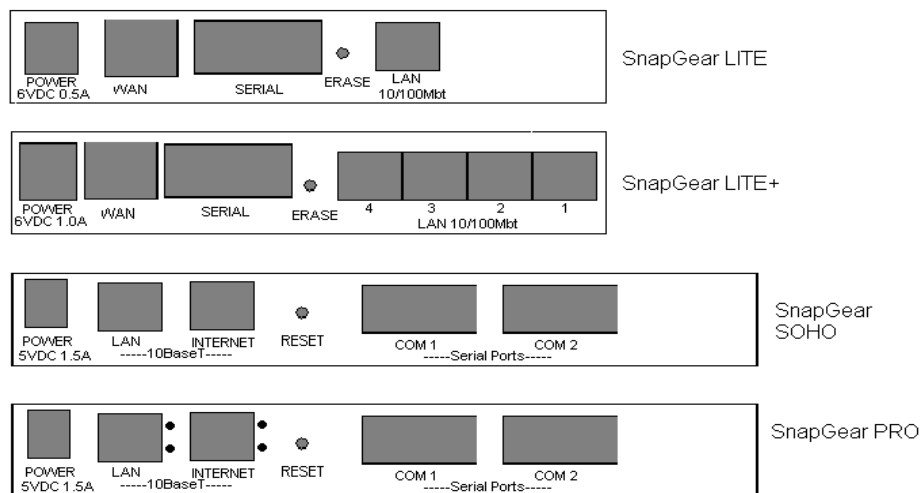 POWER
6VDC 0.5A
WAN
SERIAL
ERASE
LAN
10/100Mbt
SnapGear LITE
POWER
6VDC 1.0A
WAN
SERIAL
ERASE
4 3 2 1
LAN 10/100Mbt
SnapGear LITE+
POWER
5VDC 1.5A
LAN
INTERNET
-----10BaseT-----
RESET
COM 1
COM 2
-----Serial Ports-----
SnapGear
SOHO
POWER
5VDC 1.5A
LAN
INTERNET
-----10BaseT-----
RESET
COM 1
COM 2
-----Serial Ports-----
SnapGear PRO